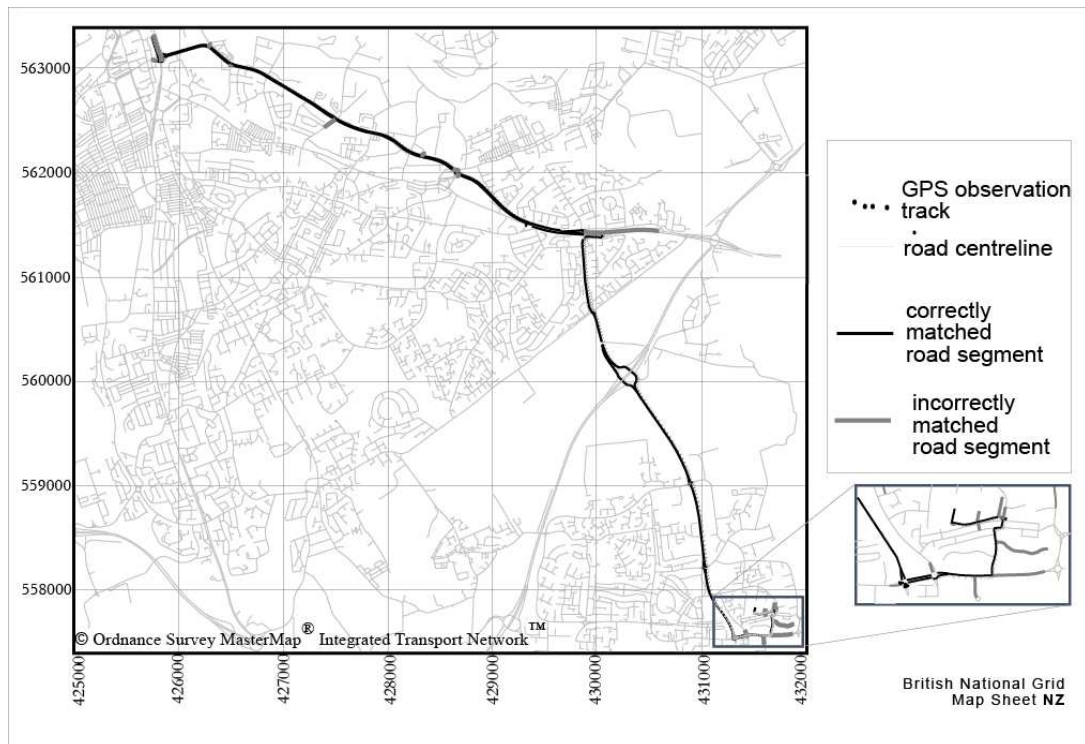 563000
562000
561000
560000
559000
558000
© Ordnance Survey MasterMap® Integrated Transport Network™
425000
426000
427000
428000
429000
430000
431000
432000
GPS observation
track
road centreline
correctly
matched
road segment
incorrectly
matched
road segment
British National Grid
Map Sheet NZ